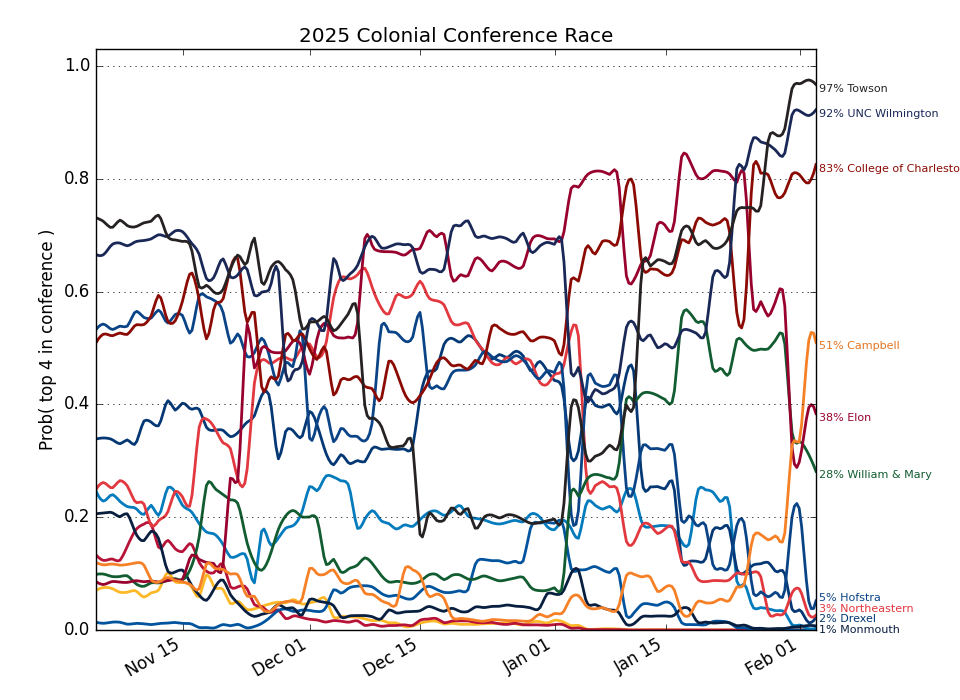 2025 Colonial Conference Race
Prob( top 4 in conference )
1.0
0.8
0.6
0.4
0.2
0.0
Nov 15
Dec 01
Dec 15
Jan 01
Jan 15
Feb 01
97% Towson
92% UNC Wilmington
83% College of Charlesto
51% Campbell
38% Elon
28% William & Mary
5% Hofstra
3% Northeastern
2% Drexel
1% Monmouth